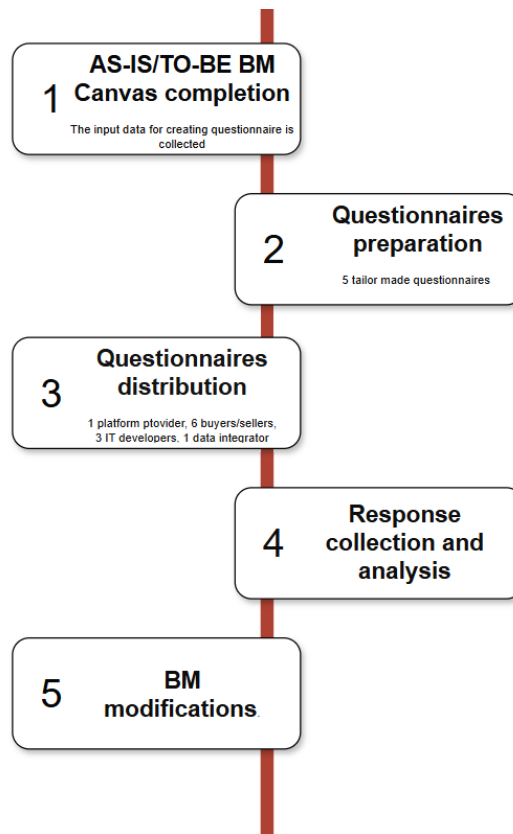 1
AS-IS/TO-BE BM
Canvas completion
The input data for creating questionnaire is
collected
2
Questionnaires
preparation
5 tailor made questionnaires
3
Questionnaires
distribution
1 platform ptovider, 6 buyers/sellers,
3 IT developers, 1 data integrator
4
Response
collection and
analysis
5
BM
modifications.